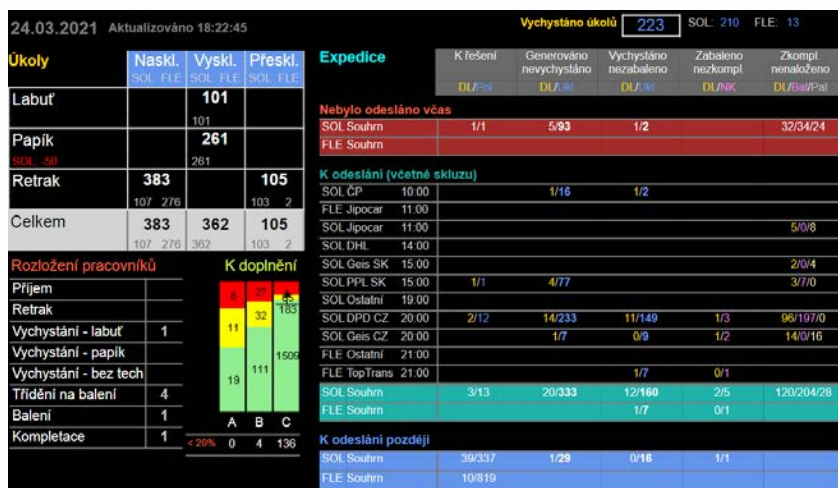 24.03.2021 Aktualizováno 18:22:45
Vychystáno úkolů 223 SOL: 210 FLE: 13
Úkoly Naskl. Vyskl. Přeskl.
SOL FLE SOL FLE SOL FLE
Labuť 101
101
Papík 261
SOL: -50 261
Retrak 383 105
107 276 103 2
Celkem 383 362 105
107 276 362 103 2
Rozložení pracovníků
Příjem
Retrak
Vychystání - labuť 1
Vychystání - papík
Vychystání - bez tech
Třídění na balení 4
Balení 1
Kompletace 1
K doplnění
8 27
11 32 183
19 111 1509
A B C
< 20% 0 4 136
Expedice K řešení Generováno nevychystáno Vychystáno nezabaleno Zabaleno nezkompl. Zkompl. nenaloženo
DL/Pol DL/Ukl DL/Ukl DL/NK DL/Bal/Pal
Nebylo odesláno včas
SOL Souhrn 1/1 5/93 1/2 32/34/24
FLE Souhrn
K odeslání (včetně skluzu)
SOL ČP 10:00 1/16 1/2
FLE Jipocar 11:00
SOL Jipocar 11:00 5/0/8
SOL DHL 14:00
SOL Geis SK 15:00 2/0/4
SOL PPL SK 15:00 1/1 4/77 3/7/0
SOL Ostatní 19:00
SOL DPD CZ 20:00 2/12 14/233 11/149 1/3 96/197/0
SOL Geis CZ 20:00 1/7 0/9 1/2 14/0/16
FLE Ostatní 21:00
FLE TopTrans 21:00 1/7 0/1
SOL Souhrn 3/13 20/333 12/160 2/5 120/204/28
FLE Souhrn 1/7 0/1
K odeslání později
SOL Souhrn 39/337 1/29 0/16 1/1
FLE Souhrn 10/819